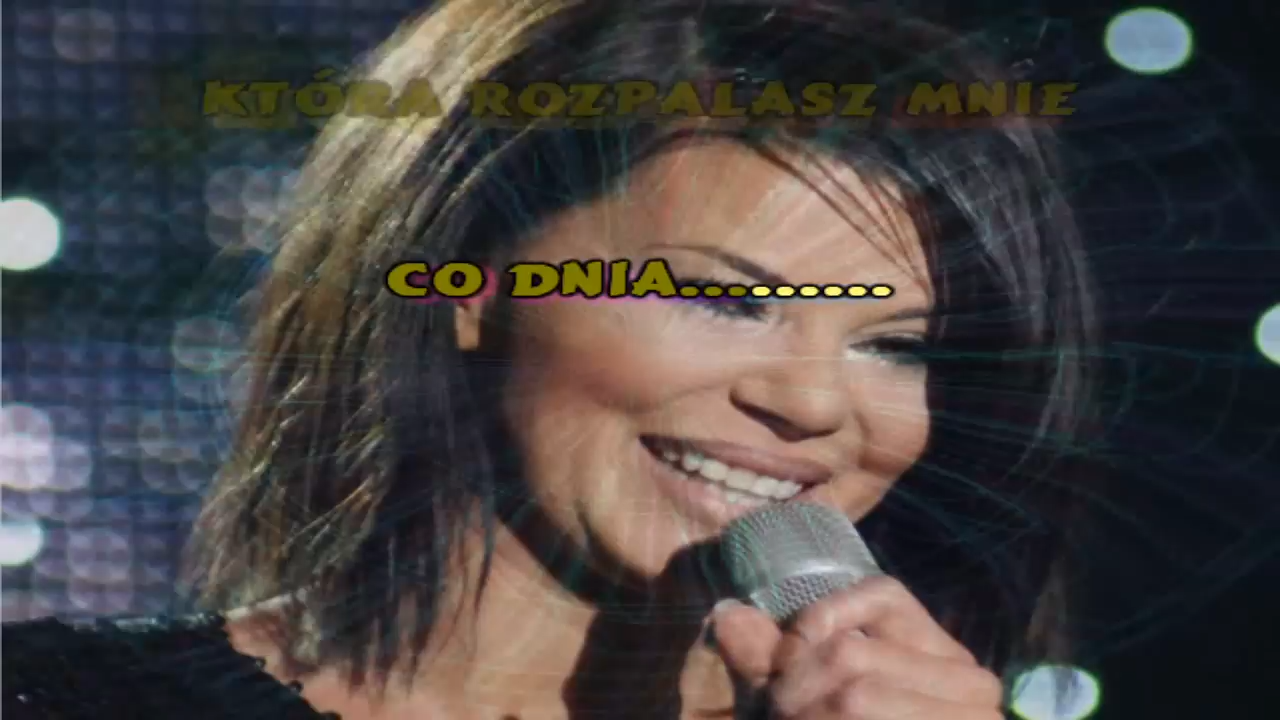 KTÓRA ROZPALASZ MNIE
CO DNIA.........